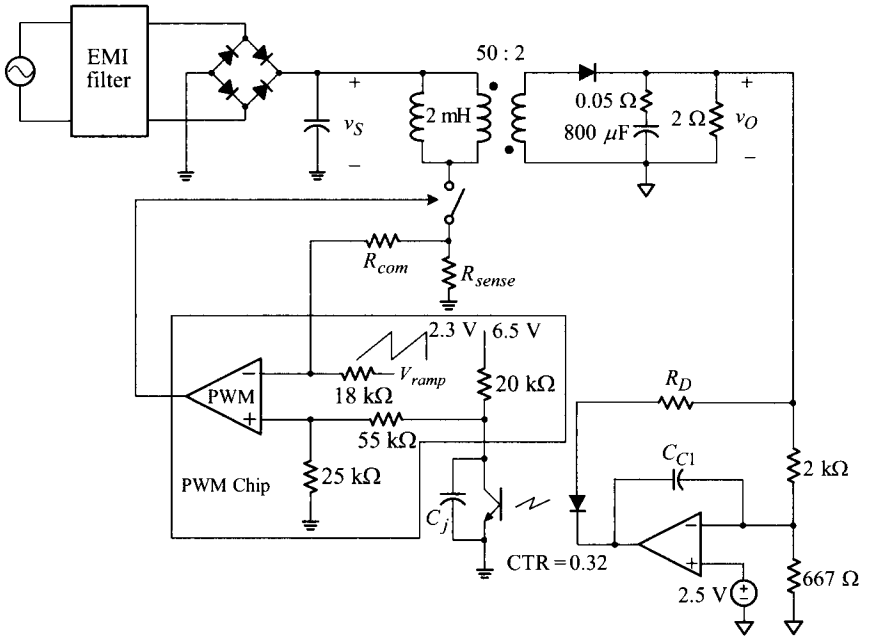 EMI
filter
50 : 2
+
v_S
−
2 mH
0.05 Ω
800 μF
2 Ω
+
v_O
−
R_com
R_sense
2.3 V
6.5 V
−
PWM
+
V_ramp
18 kΩ
20 kΩ
55 kΩ
25 kΩ
PWM Chip
C_j
CTR = 0.32
R_D
C_C1
2 kΩ
−
+
2.5 V
+
−
667 Ω